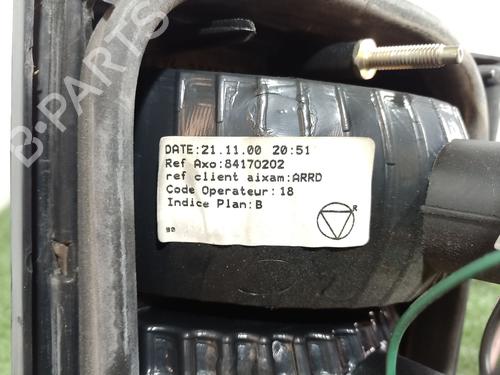 B-PARTS
DATE:21.11.00 20:51
Ref Axo:84170202
ref client aixam:ARRD
Code Operateur:18
Indice Plan:B
R